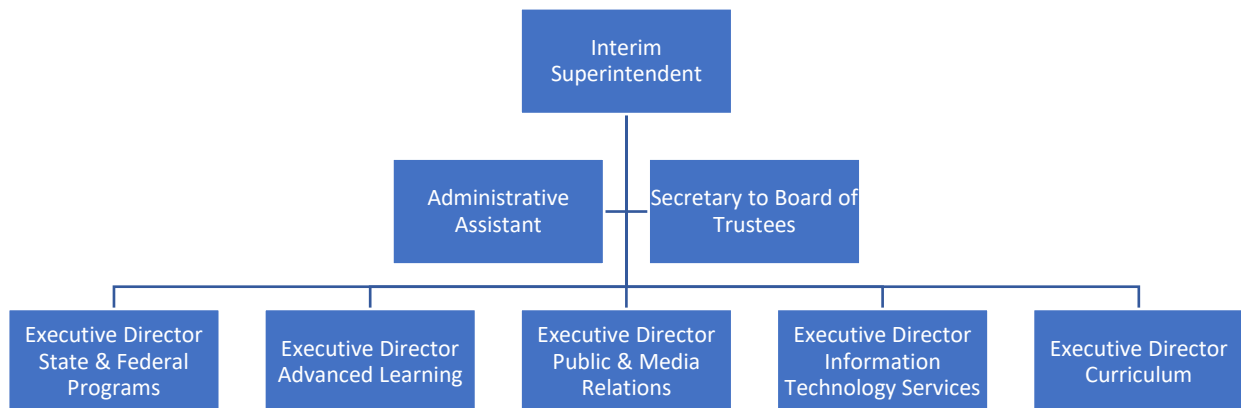 Interim
Superintendent
Administrative
Assistant
Secretary to Board of
Trustees
Executive Director
State & Federal
Programs
Executive Director
Advanced Learning
Executive Director
Public & Media
Relations
Executive Director
Information
Technology Services
Executive Director
Curriculum